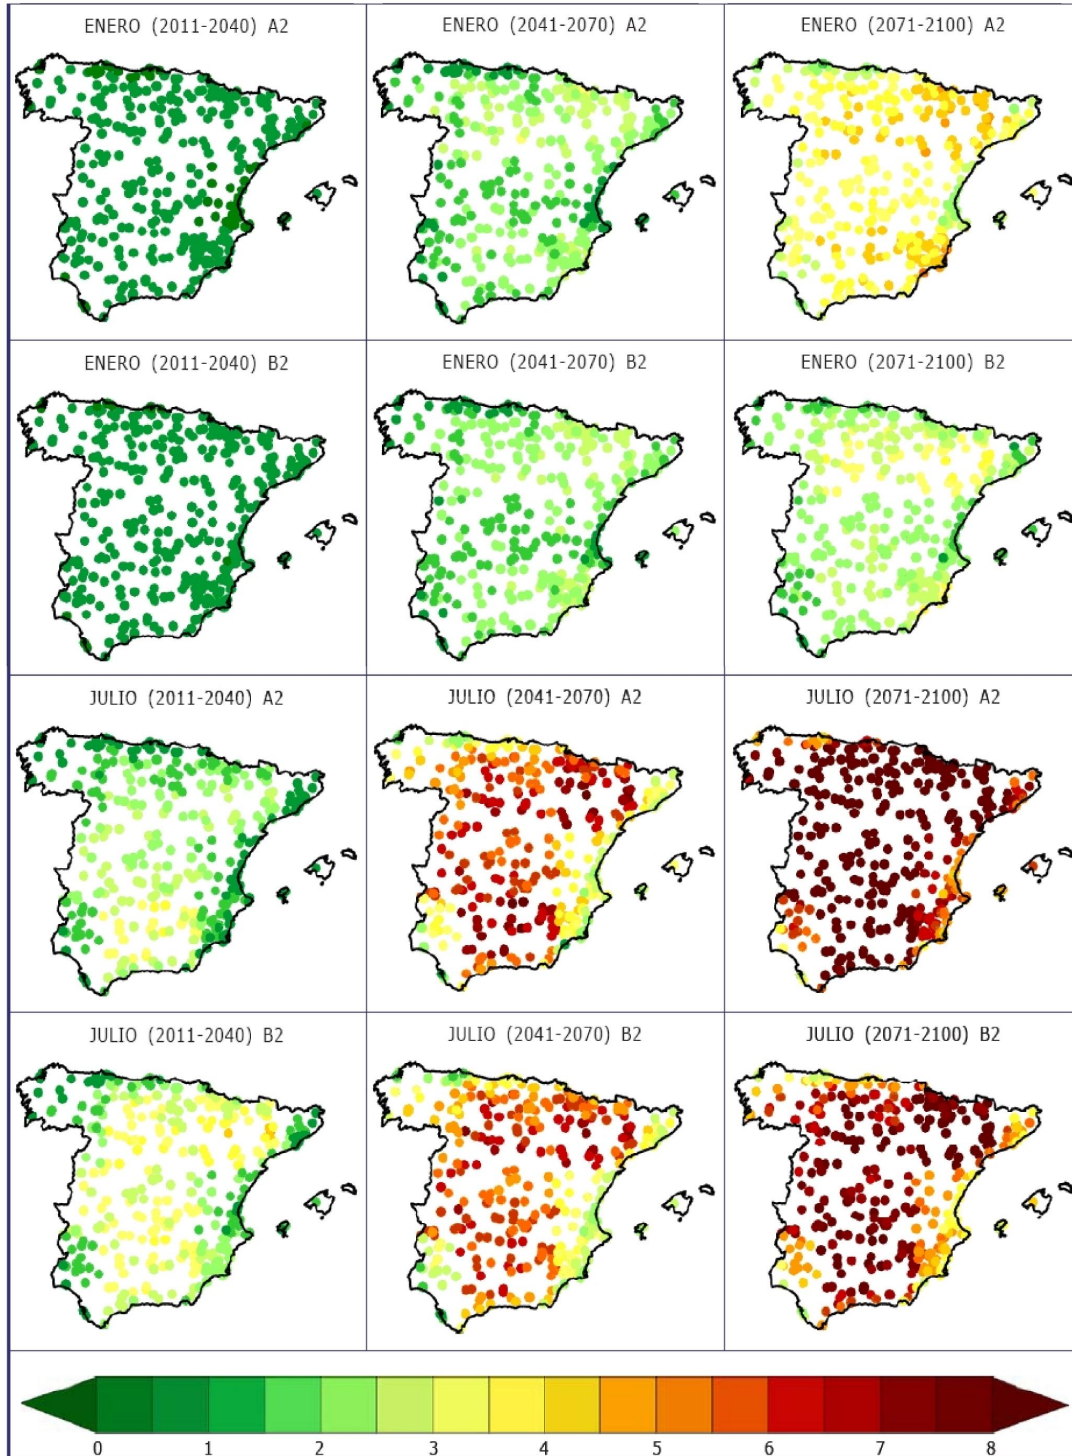 ENERO (2011-2040) A2
ENERO (2041-2070) A2
ENERO (2071-2100) A2
ENERO (2011-2040) B2
ENERO (2041-2070) B2
ENERO (2071-2100) B2
JULIO (2011-2040) A2
JULIO (2041-2070) A2
JULIO (2071-2100) A2
JULIO (2011-2040) B2
JULIO (2041-2070) B2
JULIO (2071-2100) B2
0 1 2 3 4 5 6 7 8